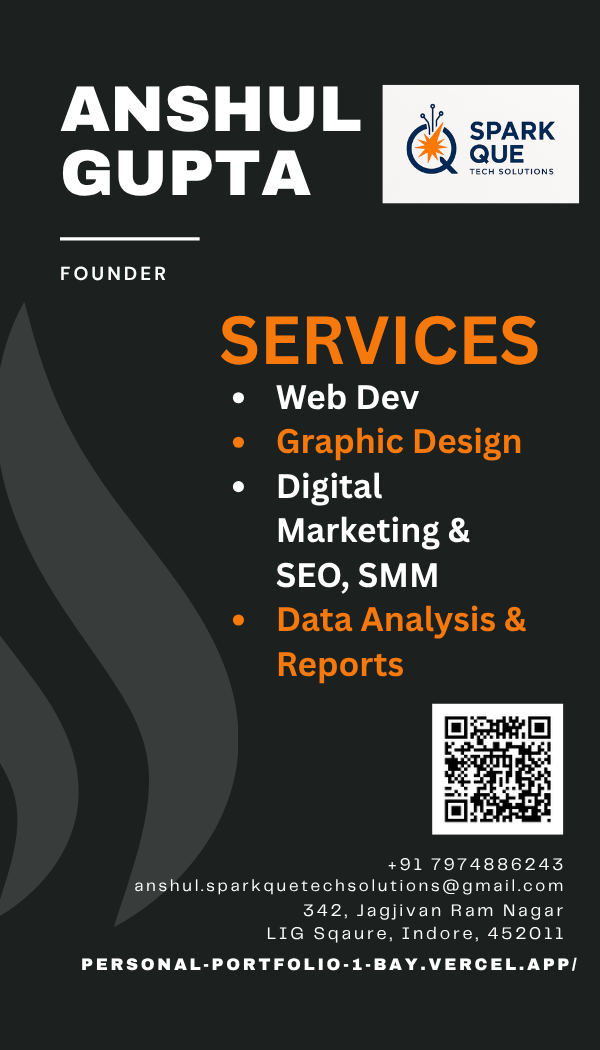 ANSHUL
GUPTA
SPARK
QUE
TECH SOLUTIONS
FOUNDER
SERVICES
• Web Dev
• Graphic Design
• Digital
Marketing &
SEO, SMM
• Data Analysis &
Reports
+91 7974886243
anshul.sparkquetechsolutions@gmail.com
342, Jagjivan Ram Nagar
LIG Sqaure, Indore, 452011
PERSONAL-PORTFOLIO-1-BAY.VERCEL.APP/